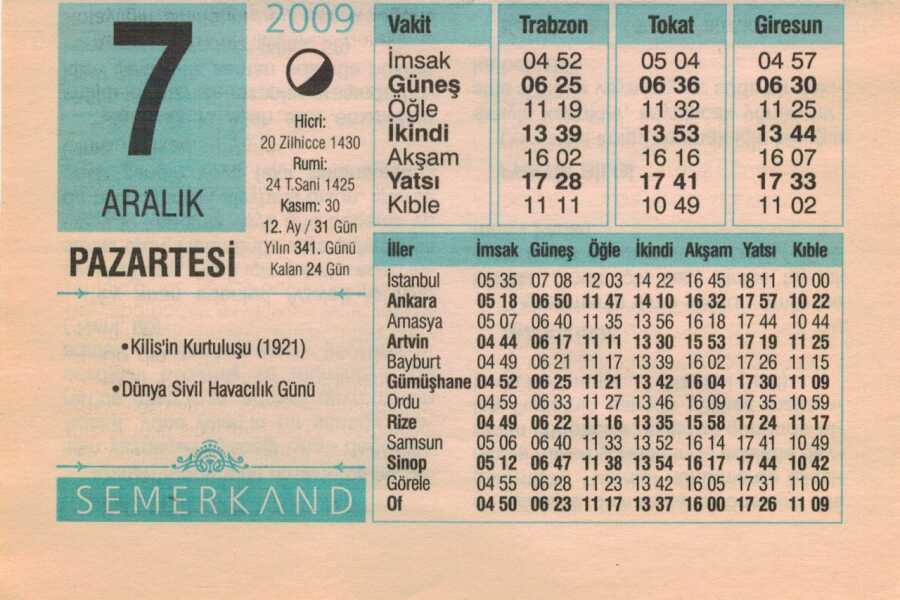 7
ARALIK
PAZARTESİ
2009
Hicri:
20 Zilhicce 1430
Rumi:
24 T.Sani 1425
Kasım: 30
12. Ay / 31 Gün
Yılın 341. Günü
Kalan 24 Gün
•Kilis'in Kurtuluşu (1921)
•Dünya Sivil Havacılık Günü
SEMERKAND
Vakit Trabzon Tokat Giresun
İmsak 04 52 05 04 04 57
Güneş 06 25 06 36 06 30
Öğle 11 19 11 32 11 25
İkindi 13 39 13 53 13 44
Akşam 16 02 16 16 16 07
Yatsı 17 28 17 41 17 33
Kıble 11 11 10 49 11 02
İller İmsak Güneş Öğle İkindi Akşam Yatsı Kıble
İstanbul 05 35 07 08 12 03 14 22 16 45 18 11 10 00
Ankara 05 18 06 50 11 47 14 10 16 32 17 57 10 22
Amasya 05 07 06 40 11 35 13 56 16 18 17 44 10 44
Artvin 04 44 06 17 11 11 13 30 15 53 17 19 11 25
Bayburt 04 49 06 21 11 17 13 39 16 02 17 26 11 15
Gümüşhane 04 52 06 25 11 21 13 42 16 04 17 30 11 09
Ordu 04 59 06 33 11 27 13 46 16 09 17 35 10 59
Rize 04 49 06 22 11 16 13 35 15 58 17 24 11 17
Samsun 05 06 06 40 11 33 13 52 16 14 17 41 10 49
Sinop 05 12 06 47 11 38 13 54 16 17 17 44 10 42
Görele 04 55 06 28 11 23 13 42 16 05 17 31 11 00
Of 04 50 06 23 11 17 13 37 16 00 17 26 11 09